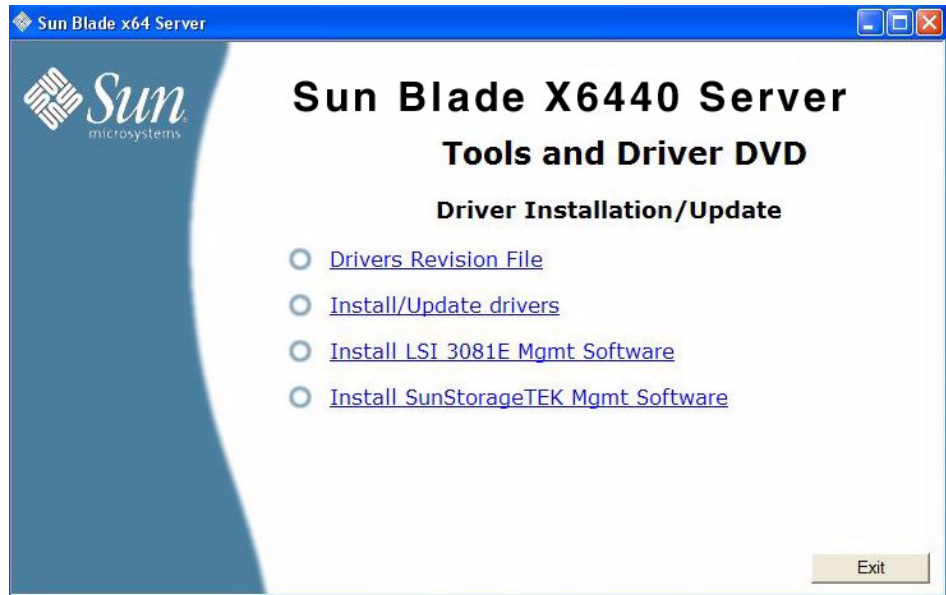 Sun Blade x64 Server
Sun
microsystems
Sun Blade X6440 Server
Tools and Driver DVD
Driver Installation/Update
Drivers Revision File
Install/Update drivers
Install LSI 3081E Mgmt Software
Install SunStorageTEK Mgmt Software
Exit